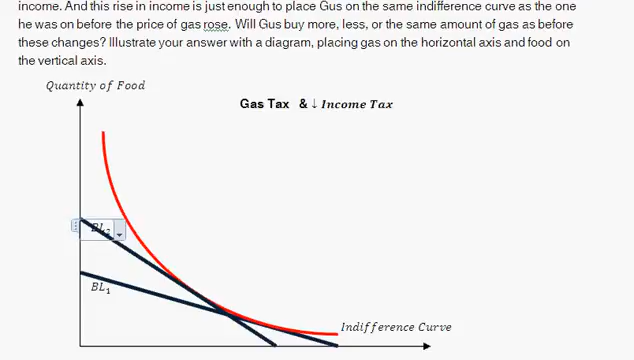 income. And this rise in income is just enough to place Gus on the same indifference curve as the one
he was on before the price of gas rose. Will Gus buy more, less, or the same amount of gas as before
these changes? Illustrate your answer with a diagram, placing gas on the horizontal axis and food on
the vertical axis.
Quantity of Food
Gas Tax & ↓ Income Tax
BL₂
BL₁
Indifference Curve